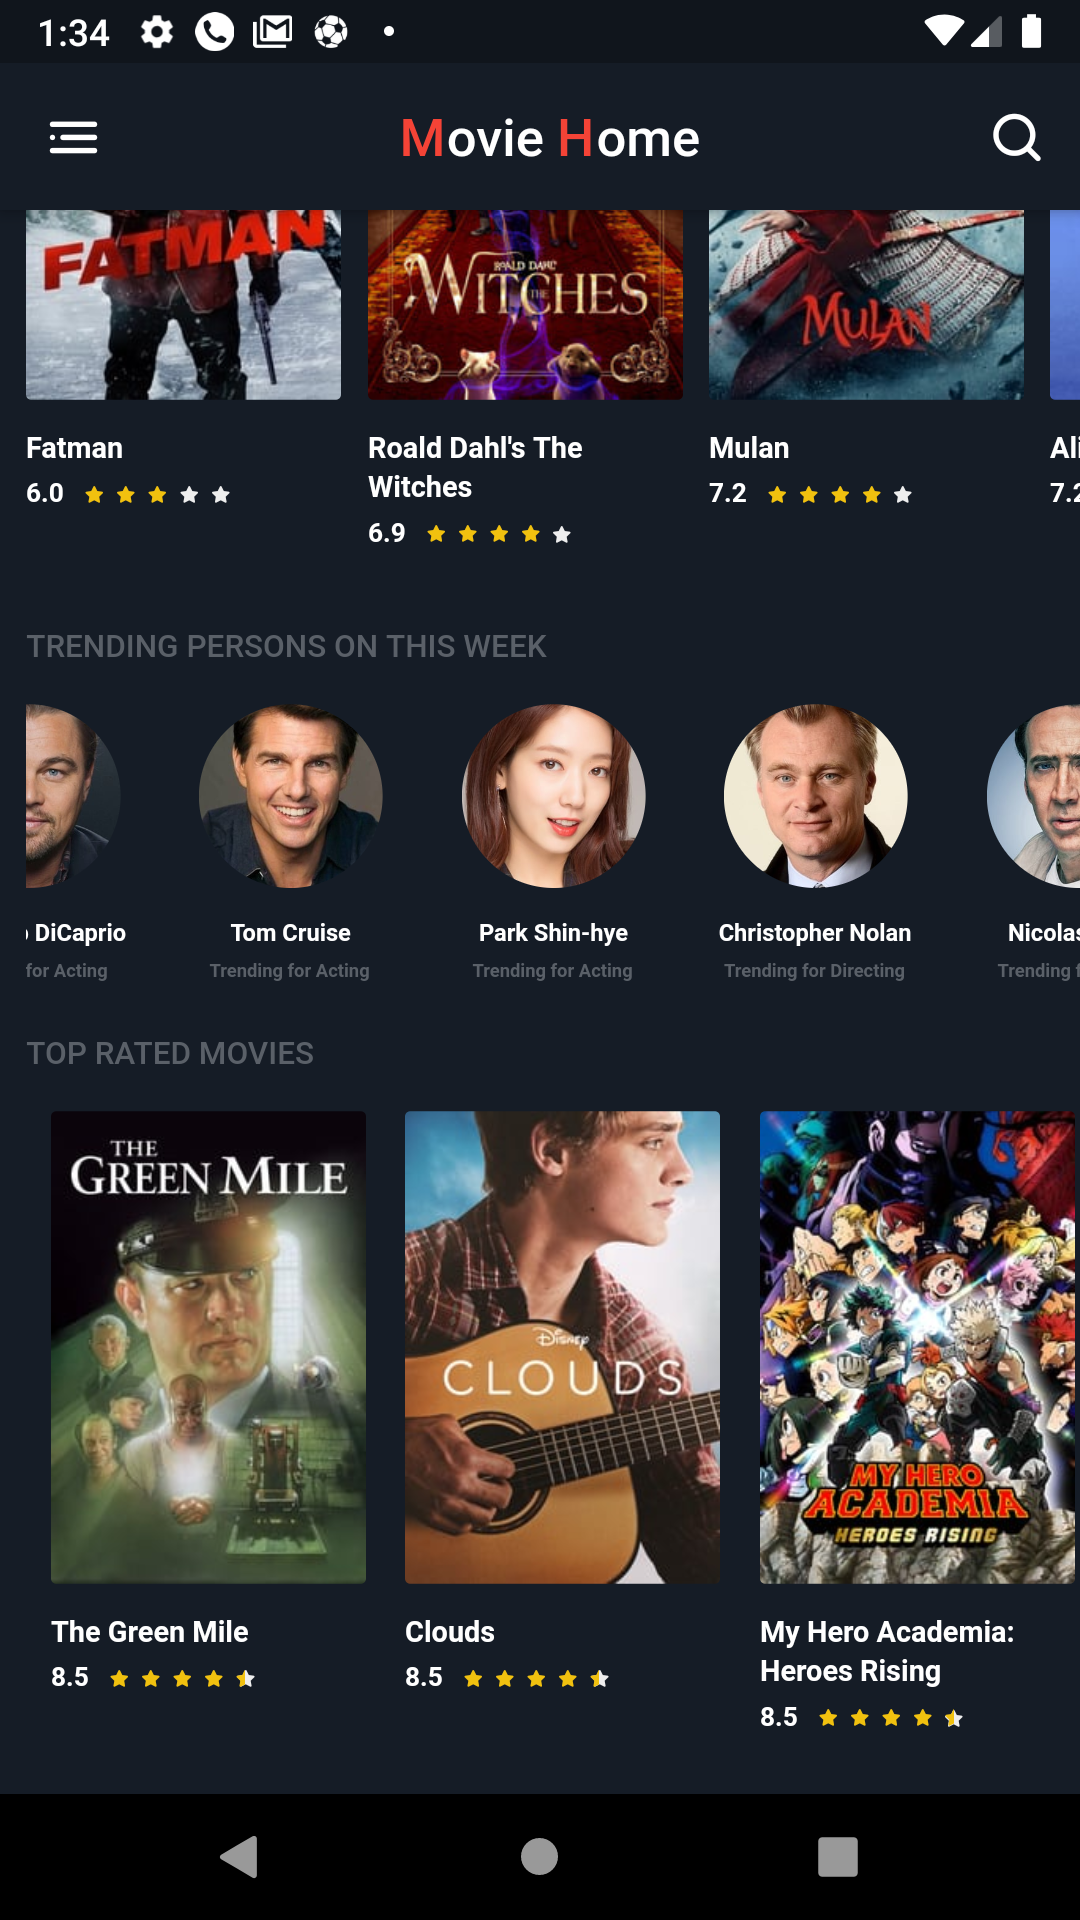 1:34
Movie Home
FATMAN
ROALD DAHL'S
THE
WITCHES
MULAN
Fatman
Roald Dahl's The
Witches
Mulan
6.0
6.9
7.2
TRENDING PERSONS ON THIS WEEK
DiCaprio
Tom Cruise
Park Shin-hye
Christopher Nolan
Nicolas
for Acting
Trending for Acting
Trending for Acting
Trending for Directing
Trending
TOP RATED MOVIES
THE
GREEN MILE
Disney
CLOUDS
MY HERO
ACADEMIA
HEROES RISING
The Green Mile
8.5
Clouds
8.5
My Hero Academia:
Heroes Rising
8.5